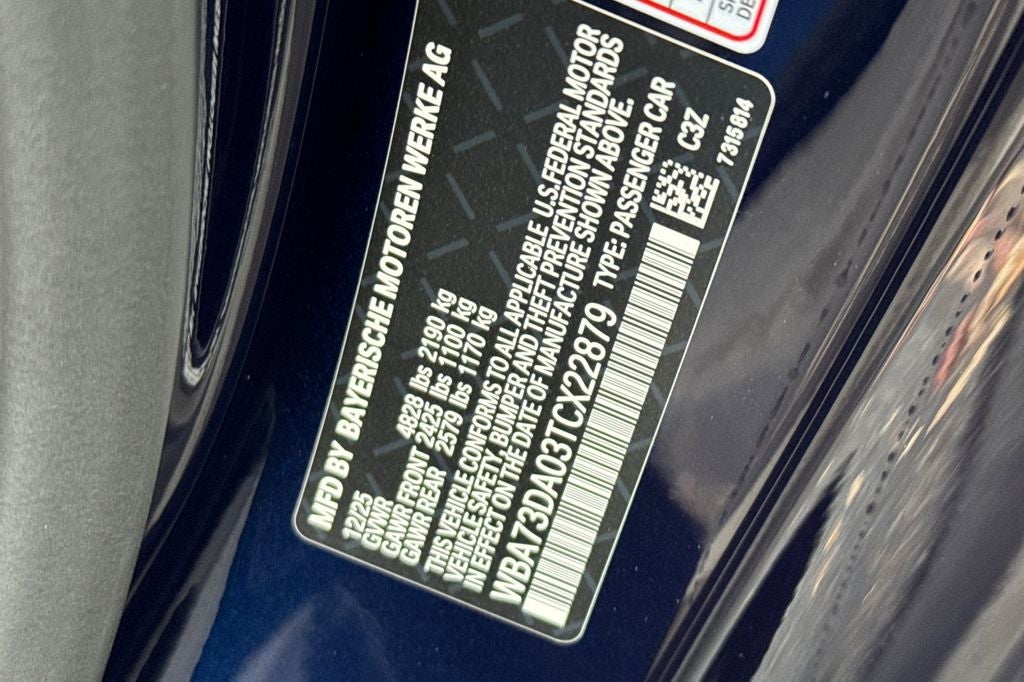 MFD BY BAYERISCHE MOTOREN WERKE AG
12/25
GVWR 4828 lbs 2190 kg
GAWR FRONT 2425 lbs 1100 kg
GAWR REAR 2579 lbs 1170 kg
THIS VEHICLE CONFORMS TO ALL APPLICABLE U.S. FEDERAL MOTOR
VEHICLE SAFETY, BUMPER AND THEFT PREVENTION STANDARDS
IN EFFECT ON THE DATE OF MANUFACTURE SHOWN ABOVE.
WBA73DA03TCX22879 TYPE: PASSENGER CAR
C3Z
7315814